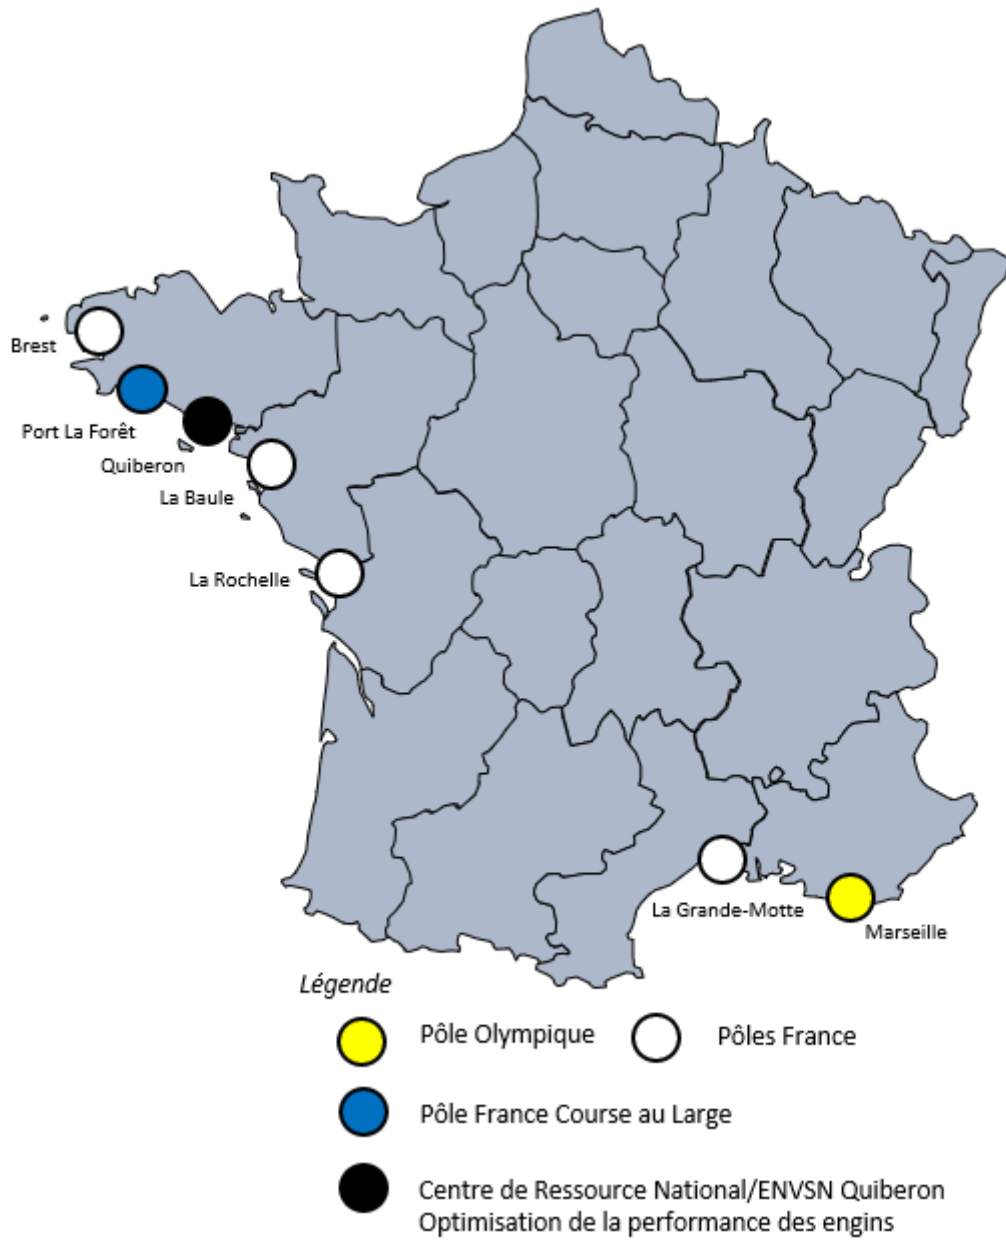 Brest
Port La Forêt
Quiberon
La Baule
La Rochelle
La Grande-Motte
Marseille
Légende
Pôle Olympique
Pôles France
Pôle France Course au Large
Centre de Ressource National/ENVSN Quiberon
Optimisation de la performance des engins